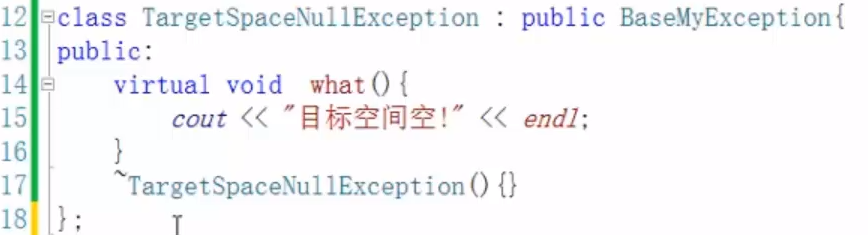 12 class TargetSpaceNullException : public BaseMyException{
13 public:
14     virtual void  what(){
15         cout << "目标空间空!" << endl;
16     }
17     ~TargetSpaceNullException(){}
18 };